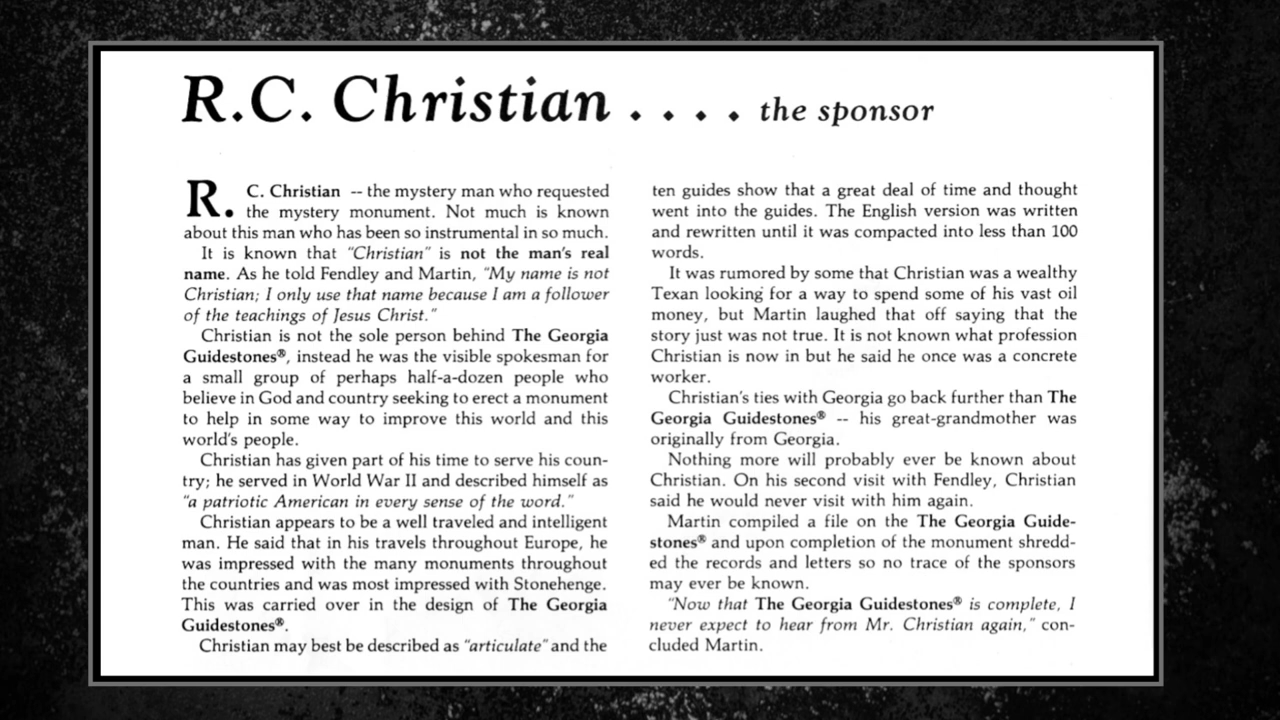 R.C. Christian . . . . the sponsor
R. C. Christian -- the mystery man who requested
the mystery monument. Not much is known
about this man who has been so instrumental in so much.
It is known that "Christian" is not the man's real
name. As he told Fendley and Martin, "My name is not
Christian; I only use that name because I am a follower
of the teachings of Jesus Christ."
Christian is not the sole person behind The Georgia
Guidestones®, instead he was the visible spokesman for
a small group of perhaps half-a-dozen people who
believe in God and country seeking to erect a monument
to help in some way to improve this world and this
world's people.
Christian has given part of his time to serve his coun-
try; he served in World War II and described himself as
"a patriotic American in every sense of the word."
Christian appears to be a well traveled and intelligent
man. He said that in his travels throughout Europe, he
was impressed with the many monuments throughout
the countries and was most impressed with Stonehenge.
This was carried over in the design of The Georgia
Guidestones®.
Christian may best be described as "articulate" and the
ten guides show that a great deal of time and thought
went into the guides. The English version was written
and rewritten until it was compacted into less than 100
words.
It was rumored by some that Christian was a wealthy
Texan looking for a way to spend some of his vast oil
money, but Martin laughed that off saying that the
story just was not true. It is not known what profession
Christian is now in but he said he once was a concrete
worker.
Christian's ties with Georgia go back further than The
Georgia Guidestones® -- his great-grandmother was
originally from Georgia.
Nothing more will probably ever be known about
Christian. On his second visit with Fendley, Christian
said he would never visit with him again.
Martin compiled a file on the The Georgia Guide-
stones® and upon completion of the monument shredd-
ed the records and letters so no trace of the sponsors
may ever be known.
"Now that The Georgia Guidestones® is complete, I
never expect to hear from Mr. Christian again," con-
cluded Martin.